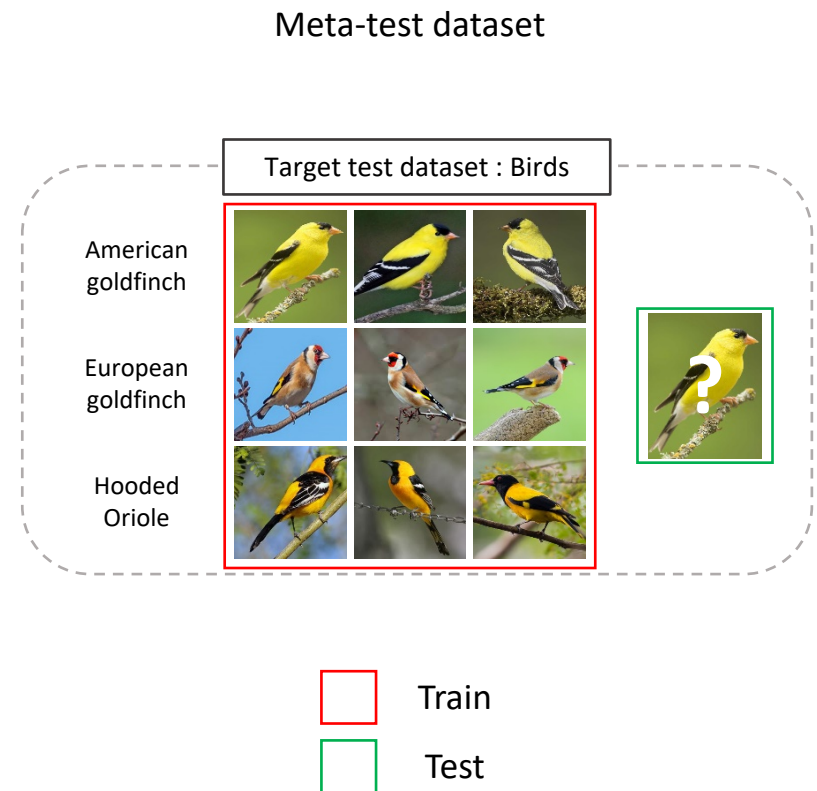 Meta-test dataset
Target test dataset : Birds
American
goldfinch
European
goldfinch
Hooded
Oriole
?
Train
Test